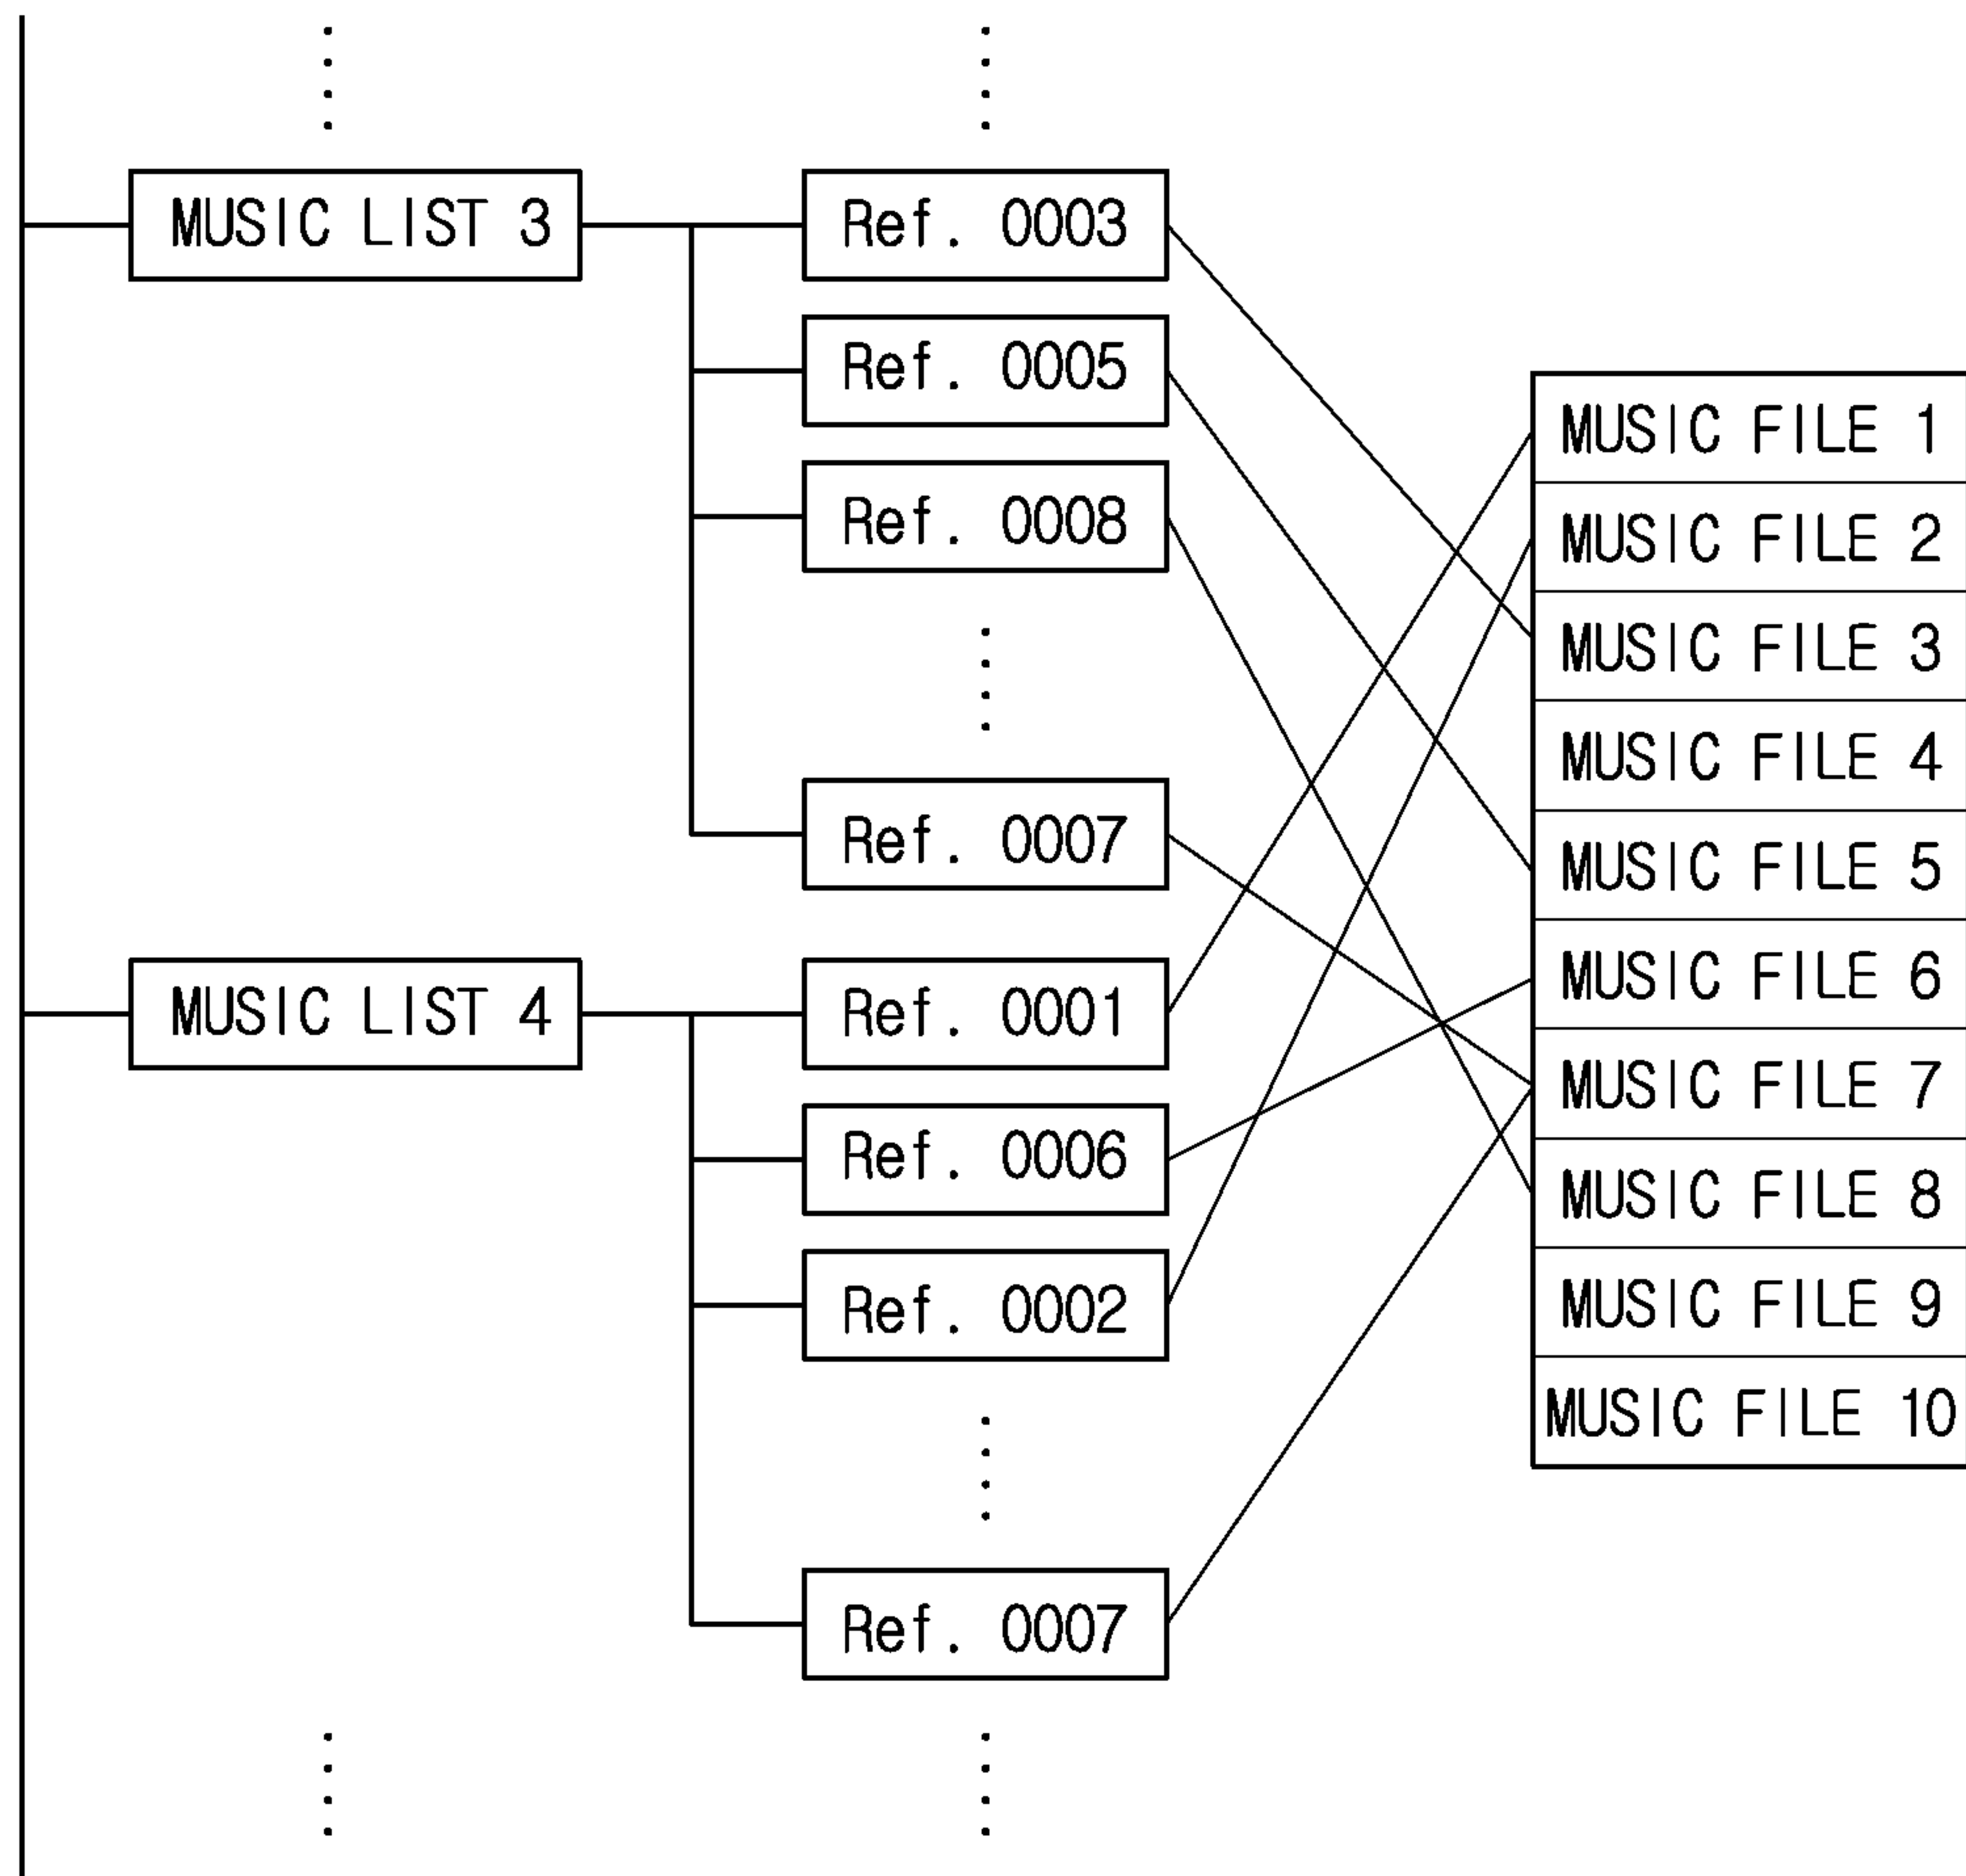 MUSIC LIST 3
Ref. 0003
Ref. 0005
Ref. 0008
Ref. 0007
MUSIC LIST 4
Ref. 0001
Ref. 0006
Ref. 0002
Ref. 0007
MUSIC FILE 1
MUSIC FILE 2
MUSIC FILE 3
MUSIC FILE 4
MUSIC FILE 5
MUSIC FILE 6
MUSIC FILE 7
MUSIC FILE 8
MUSIC FILE 9
MUSIC FILE 10